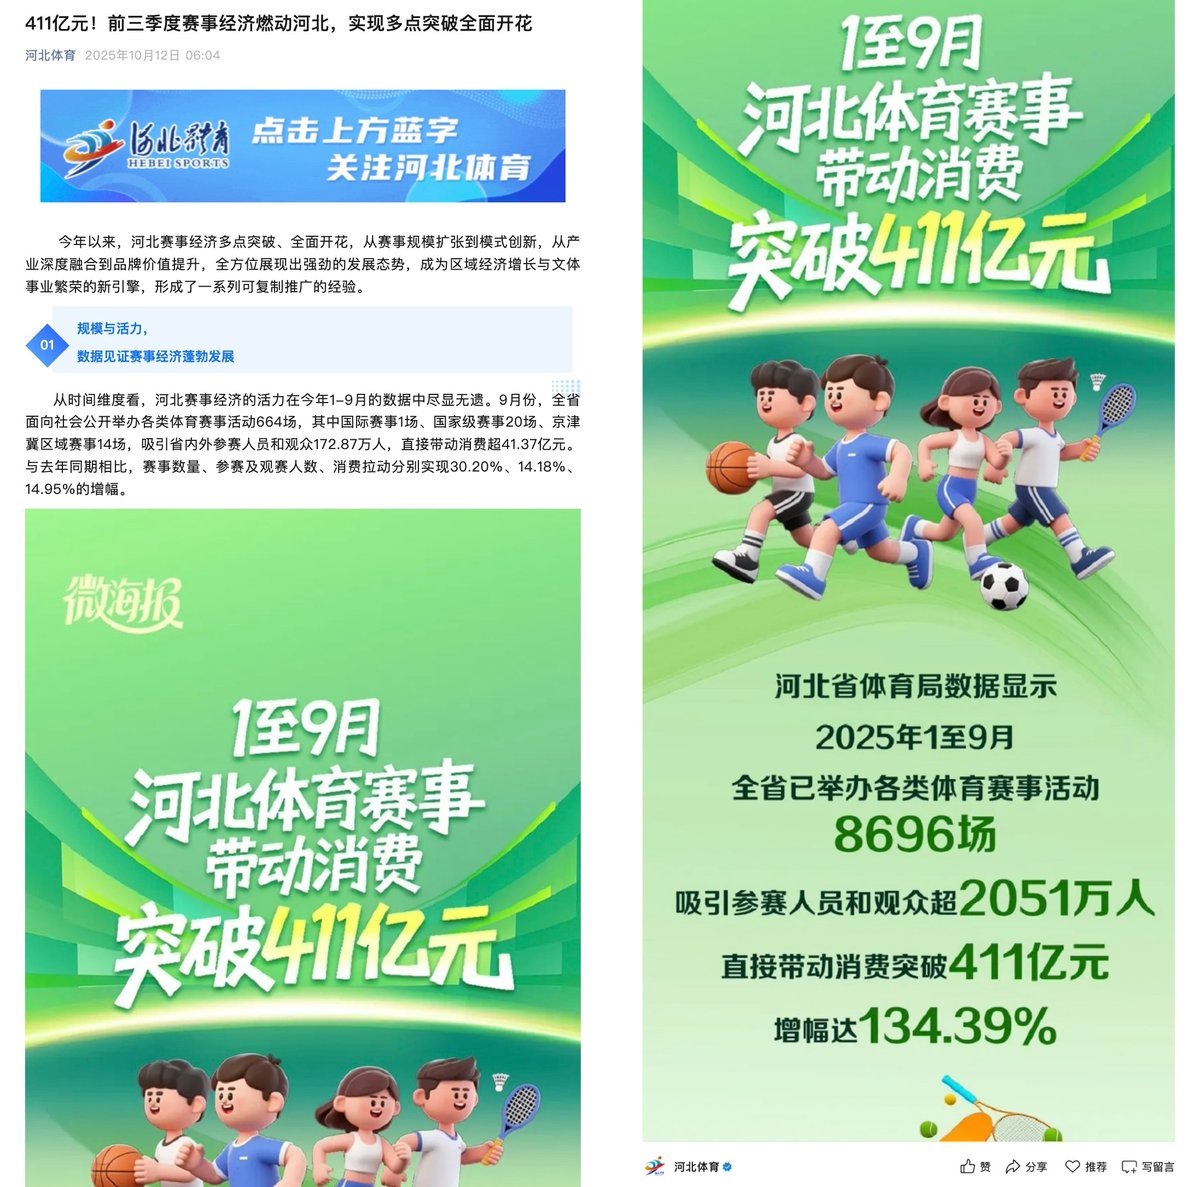 411亿元！前三季度赛事经济燃动河北，实现多点突破全面开花
河北体育 2025年10月12日 06:04
河北體育
HEBEI SPORTS
点击上方蓝字
关注河北体育
今年以来，河北赛事经济多点突破、全面开花，从赛事规模扩张到模式创新，从产
业深度融合到品牌价值提升，全方位展现出强劲的发展态势，成为区域经济增长与文体
事业繁荣的新引擎，形成了一系列可复制推广的经验。
01
规模与活力，
数据见证赛事经济蓬勃发展
从时间维度看，河北赛事经济的活力在今年1-9月的数据中尽显无遗。9月份，全省
面向社会公开举办各类体育赛事活动664场，其中国际赛事1场、国家级赛事20场、京津
冀区域赛事14场，吸引省内外参赛人员和观众172.87万人，直接带动消费超41.37亿元。
与去年同期相比，赛事数量、参赛及观赛人数、消费拉动分别实现30.20%、14.18%、
14.95%的增幅。
微海报
1至9月
河北体育赛事
带动消费
突破411亿元
1至9月
河北体育赛事
带动消费
突破411亿元
河北省体育局数据显示
2025年1至9月
全省已举办各类体育赛事活动
8696场
吸引参赛人员和观众超2051万人
直接带动消费突破411亿元
增幅达134.39%
河北体育 赞 分享 推荐 写留言